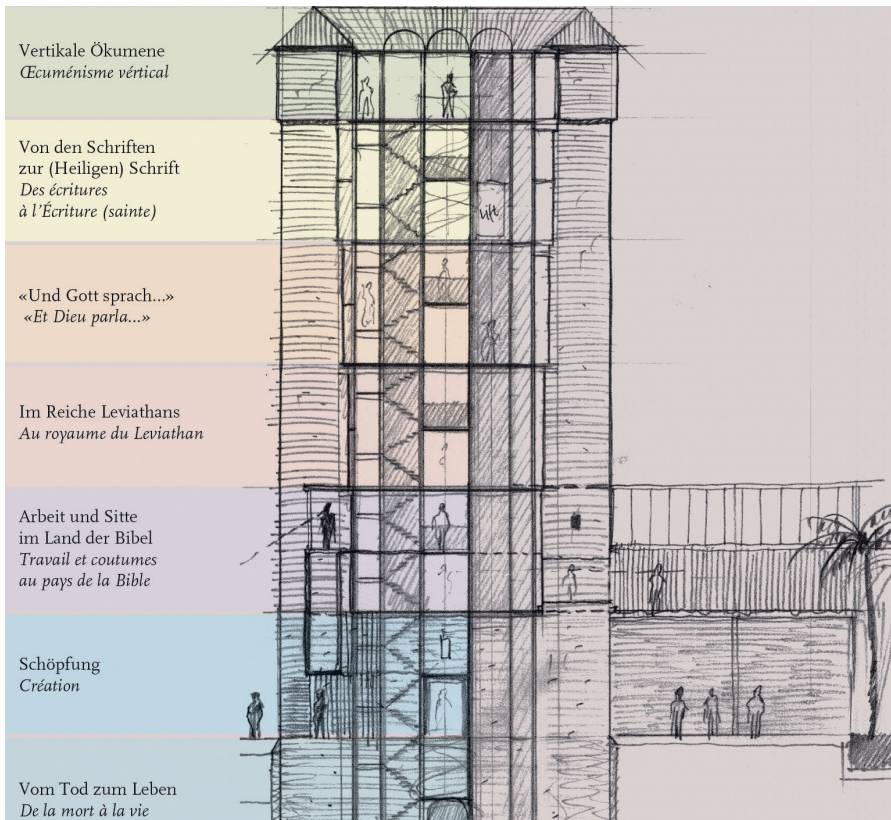 Vertikale Ökumene
Œcuménisme vértical
Von den Schriften
zur (Heiligen) Schrift
Des écritures
à l’Écriture (sainte)
Lift
«Und Gott sprach...»
«Et Dieu parla...»
Im Reiche Leviathans
Au royaume du Leviathan
Arbeit und Sitte
im Land der Bibel
Travail et coutumes
au pays de la Bible
Schöpfung
Création
Vom Tod zum Leben
De la mort à la vie